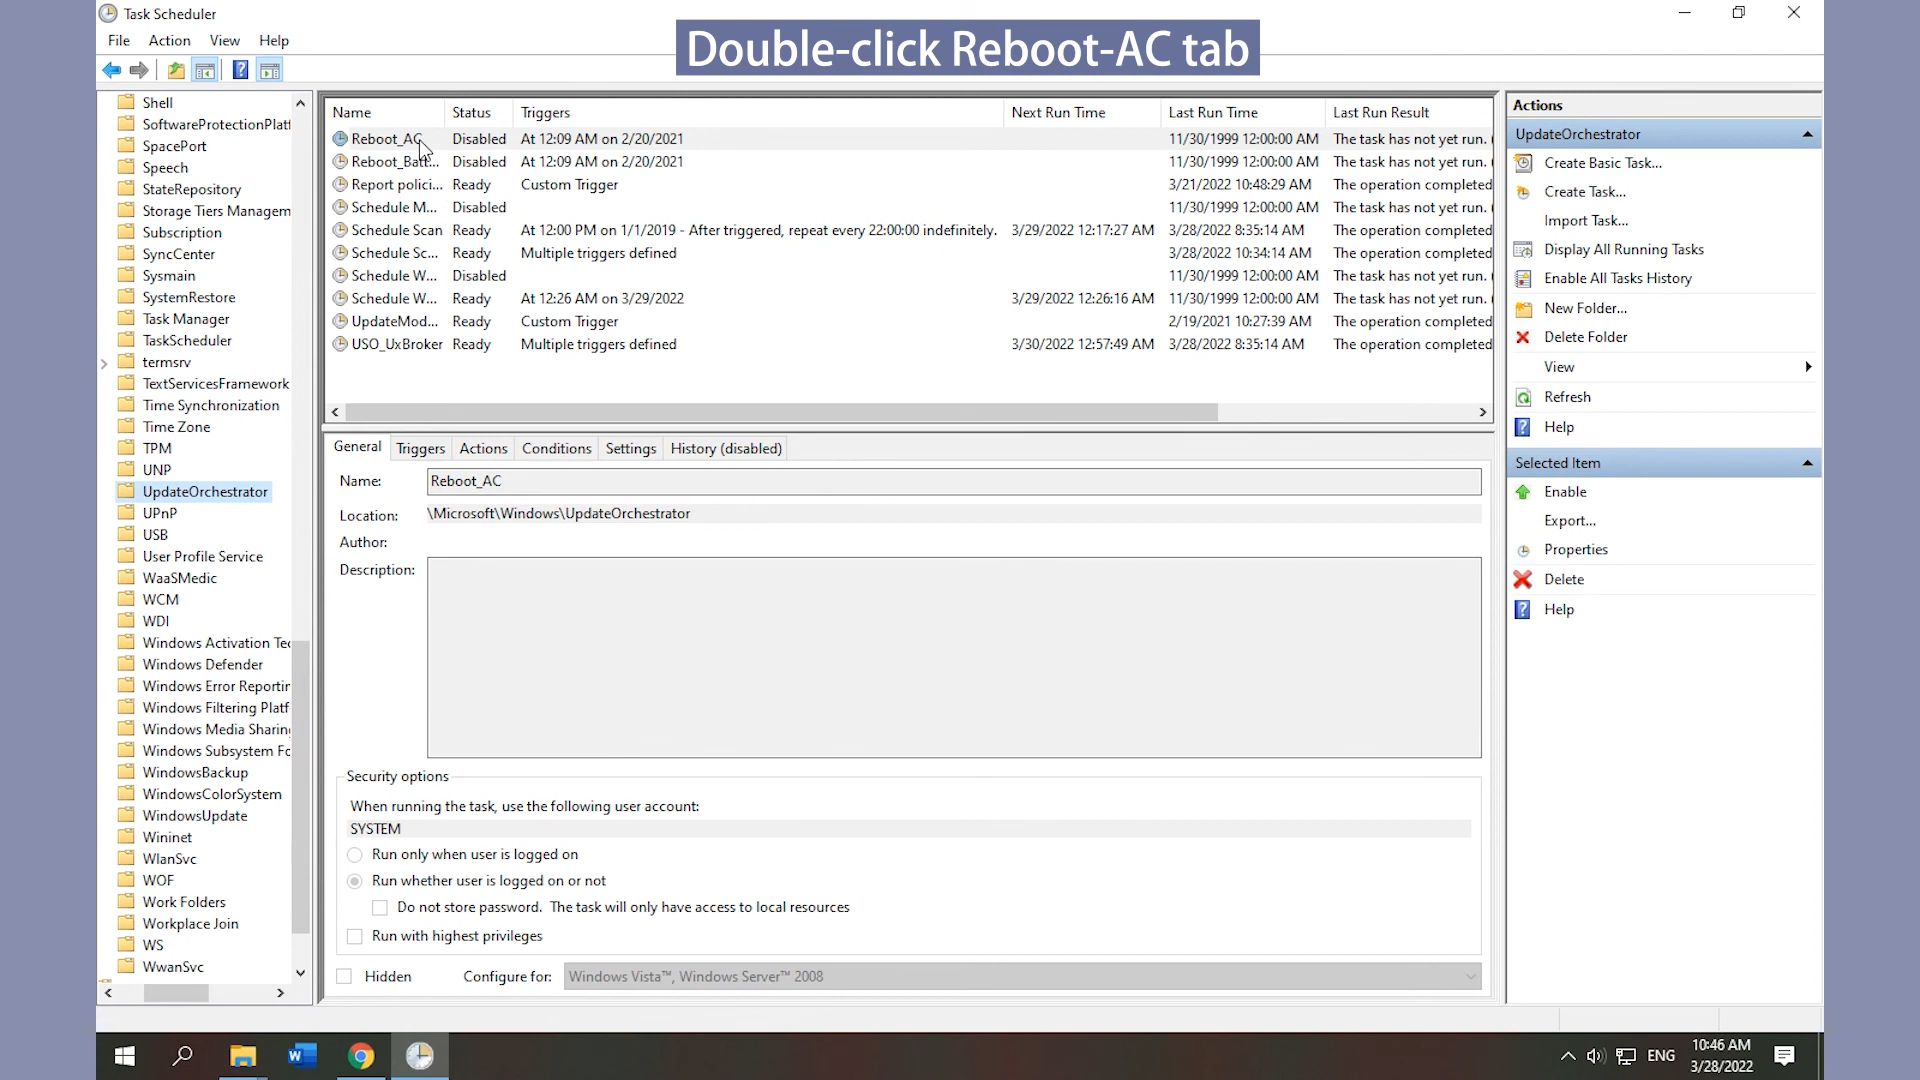 Task Scheduler
Double-click Reboot-AC tab
File Action View Help
Shell
SoftwareProtectionPlatf
SpacePort
Speech
StateRepository
Storage Tiers Managem
Subscription
SyncCenter
Sysmain
SystemRestore
Task Manager
TaskScheduler
termsrv
TextServicesFramework
Time Synchronization
Time Zone
TPM
UNP
UpdateOrchestrator
UPnP
USB
User Profile Service
WaaSMedic
WCM
WDI
Windows Activation Tec
Windows Defender
Windows Error Reportin
Windows Filtering Platf
Windows Media Sharing
Windows Subsystem Fo
WindowsBackup
WindowsColorSystem
WindowsUpdate
Wininet
WlanSvc
WOF
Work Folders
Workplace Join
WS
WwanSvc
Name Status Triggers Next Run Time Last Run Time Last Run Result
Reboot_AC Disabled At 12:09 AM on 2/20/2021 11/30/1999 12:00:00 AM The task has not yet run. (
Reboot_Batt... Disabled At 12:09 AM on 2/20/2021 11/30/1999 12:00:00 AM The task has not yet run. (
Report polici... Ready Custom Trigger 3/21/2022 10:48:29 AM The operation completed
Schedule M... Disabled 11/30/1999 12:00:00 AM The task has not yet run. (
Schedule Scan Ready At 12:00 PM on 1/1/2019 - After triggered, repeat every 22:00:00 indefinitely. 3/29/2022 12:17:27 AM 3/28/2022 8:35:14 AM The operation completed
Schedule Sc... Ready Multiple triggers defined 3/28/2022 10:34:14 AM The operation completed
Schedule W... Disabled 11/30/1999 12:00:00 AM The task has not yet run. (
Schedule W... Ready At 12:26 AM on 3/29/2022 3/29/2022 12:26:16 AM 11/30/1999 12:00:00 AM The task has not yet run. (
UpdateMod... Ready Custom Trigger 2/19/2021 10:27:39 AM The operation completed
USO_UxBroker Ready Multiple triggers defined 3/30/2022 12:57:49 AM 3/28/2022 8:35:14 AM The operation completed
General Triggers Actions Conditions Settings History (disabled)
Name: Reboot_AC
Location: \Microsoft\Windows\UpdateOrchestrator
Author:
Description:
Security options
When running the task, use the following user account:
SYSTEM
Run only when user is logged on
Run whether user is logged on or not
Do not store password. The task will only have access to local resources
Run with highest privileges
Hidden Configure for: Windows Vista™, Windows Server™ 2008
Actions
UpdateOrchestrator
Create Basic Task...
Create Task...
Import Task...
Display All Running Tasks
Enable All Tasks History
New Folder...
Delete Folder
View
Refresh
Help
Selected Item
Enable
Export...
Properties
Delete
Help
ENG
10:46 AM
3/28/2022